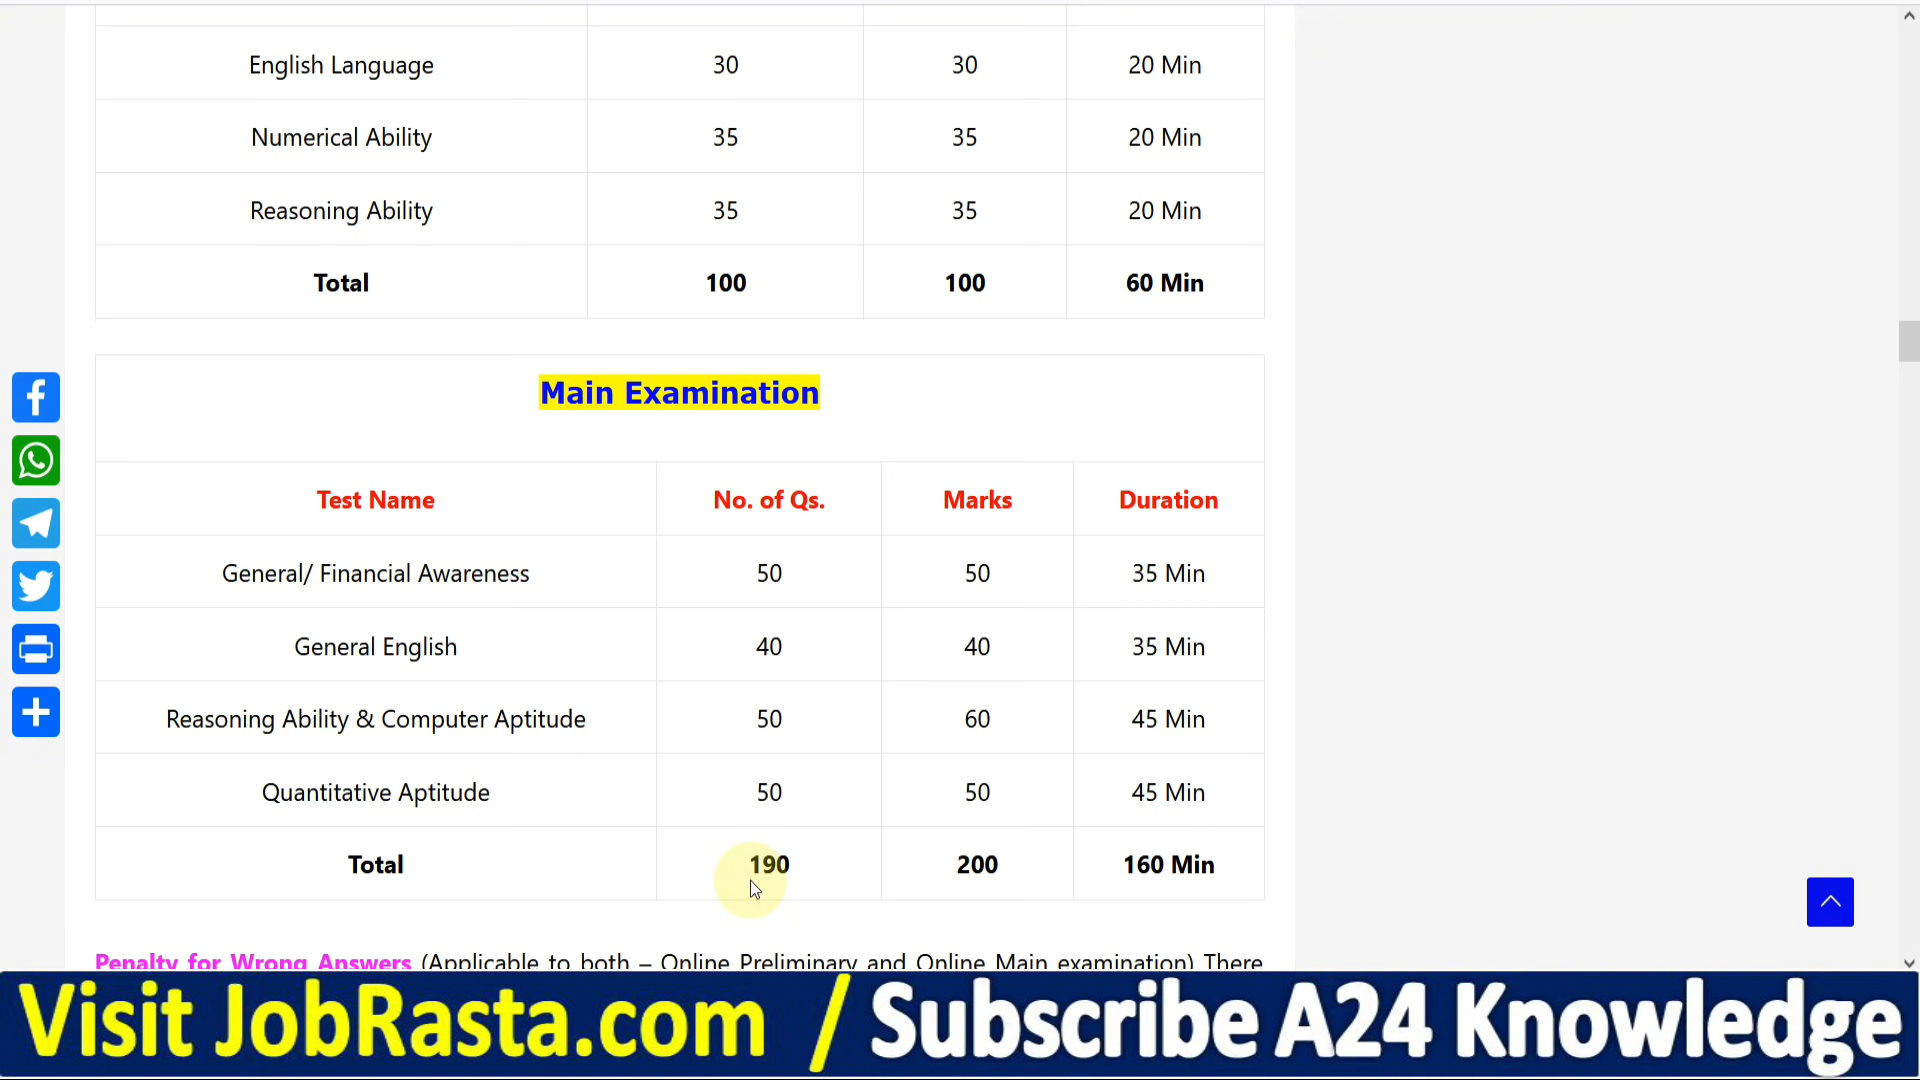 English Language 30 30 20 Min
Numerical Ability 35 35 20 Min
Reasoning Ability 35 35 20 Min
Total 100 100 60 Min
Main Examination
Test Name No. of Qs. Marks Duration
General/ Financial Awareness 50 50 35 Min
General English 40 40 35 Min
Reasoning Ability & Computer Aptitude 50 60 45 Min
Quantitative Aptitude 50 50 45 Min
Total 190 200 160 Min
Penalty for Wrong Answers (Applicable to both – Online Preliminary and Online Main examination) There
Visit JobRasta.com / Subscribe A24 Knowledge